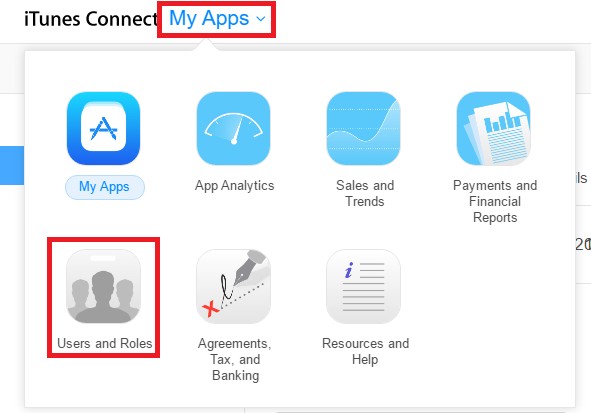 iTunes Connect My Apps
My Apps
App Analytics
Sales and
Trends
Payments and
Financial
Reports
ils
Users and Roles
Agreements,
Tax, and
Banking
i
Resources and
Help